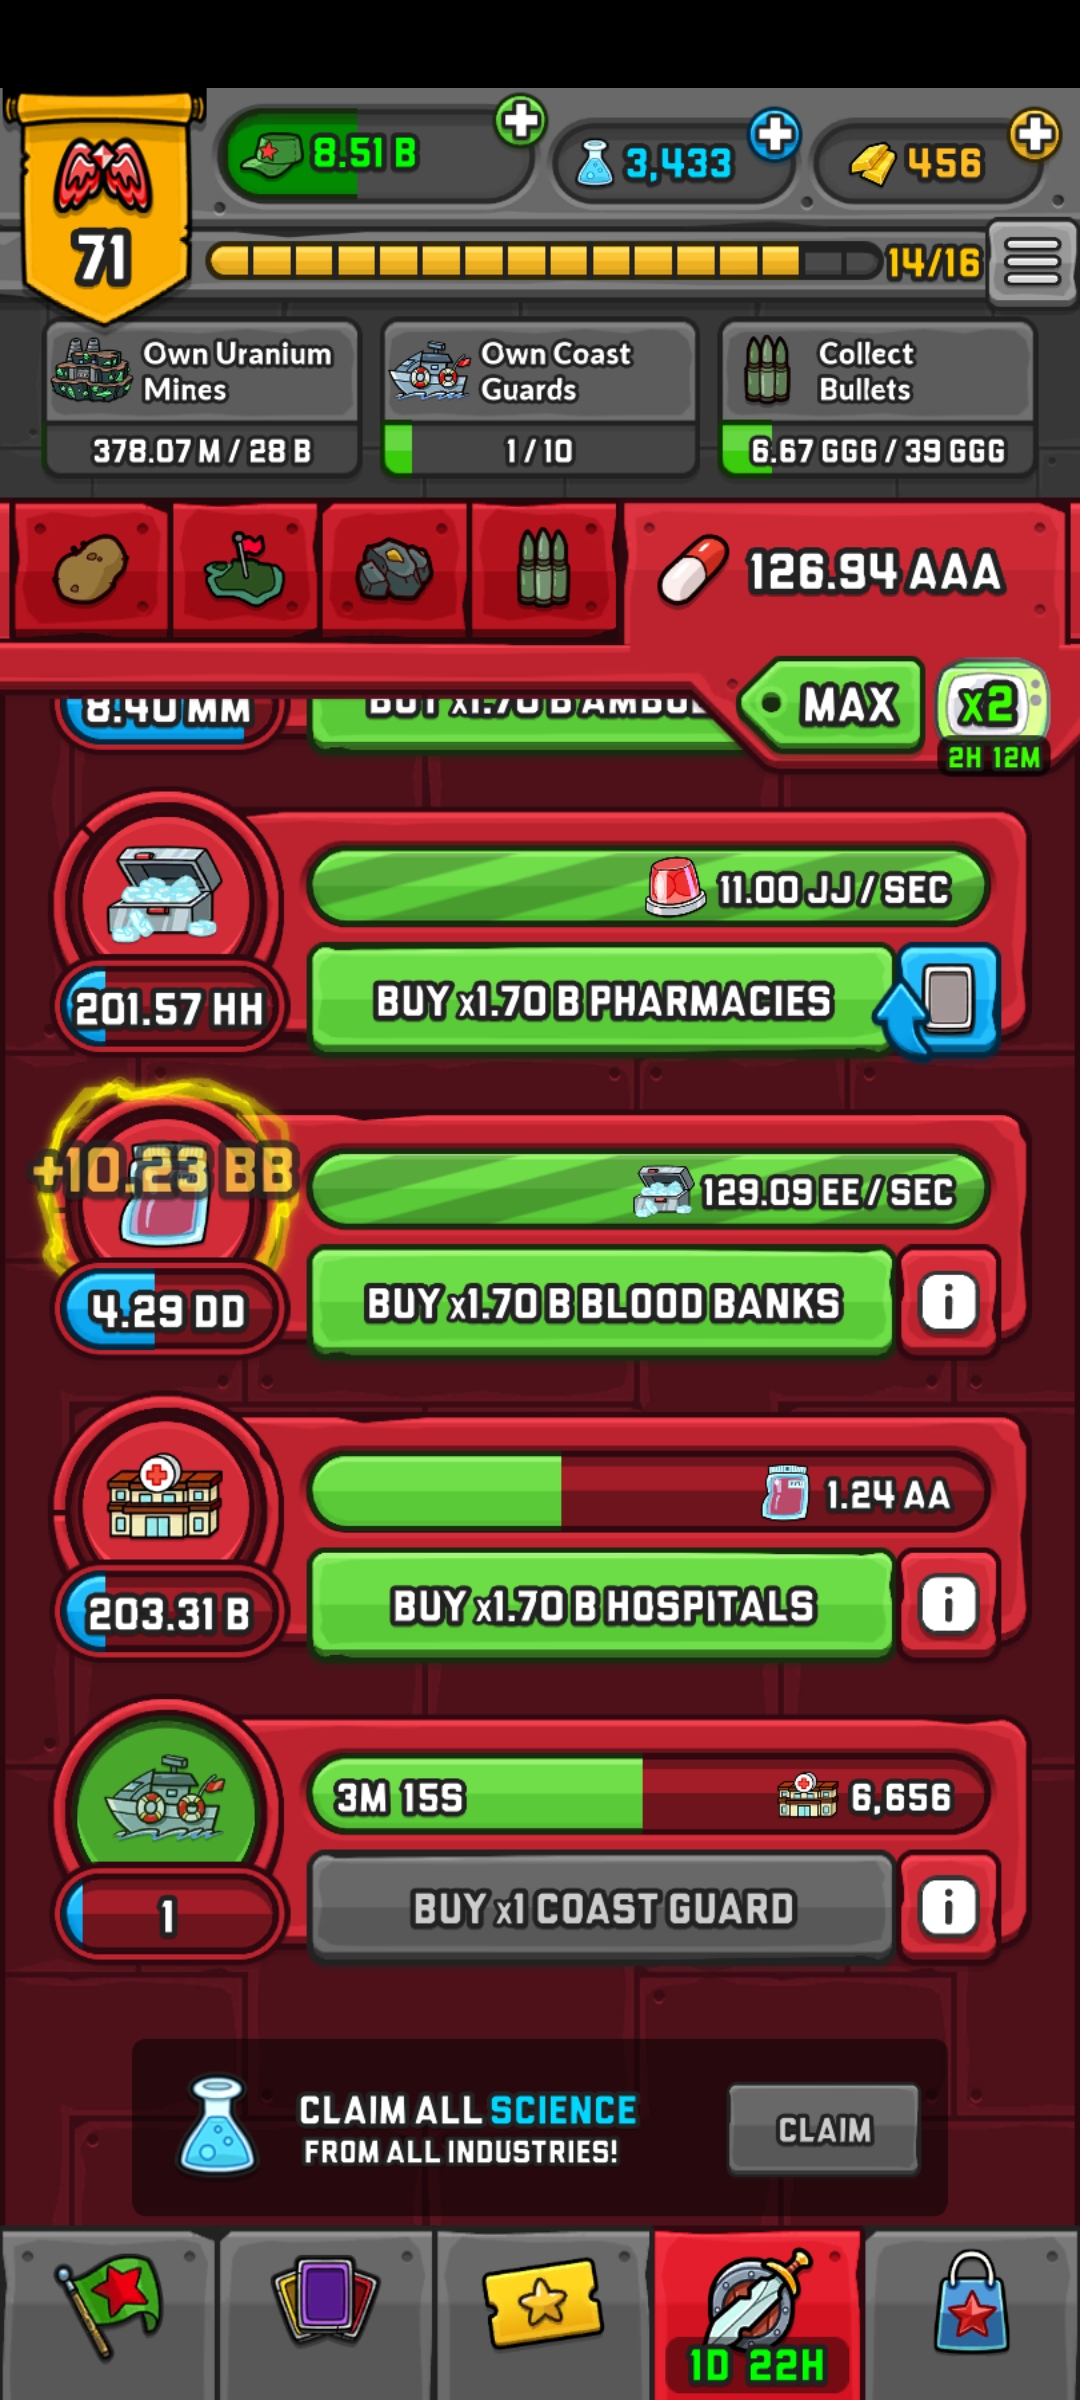 71
8.51 B
3,433
456
14/16
Own Uranium
Mines
378.07 M / 28 B
Own Coast
Guards
1 / 10
Collect
Bullets
6.67 GGG / 39 GGG
126.94 AAA
MAX
x2
2H 12M
8.40 MM
BUY x1.70 B
11.00 JJ / SEC
201.57 HH
BUY x1.70 B PHARMACIES
+10.23 BB
129.09 EE / SEC
4.29 DD
BUY x1.70 B BLOOD BANKS
1.24 AA
203.31 B
BUY x1.70 B HOSPITALS
3M 15S
6,656
1
BUY x1 COAST GUARD
CLAIM ALL SCIENCE
FROM ALL INDUSTRIES!
CLAIM
1D 22H